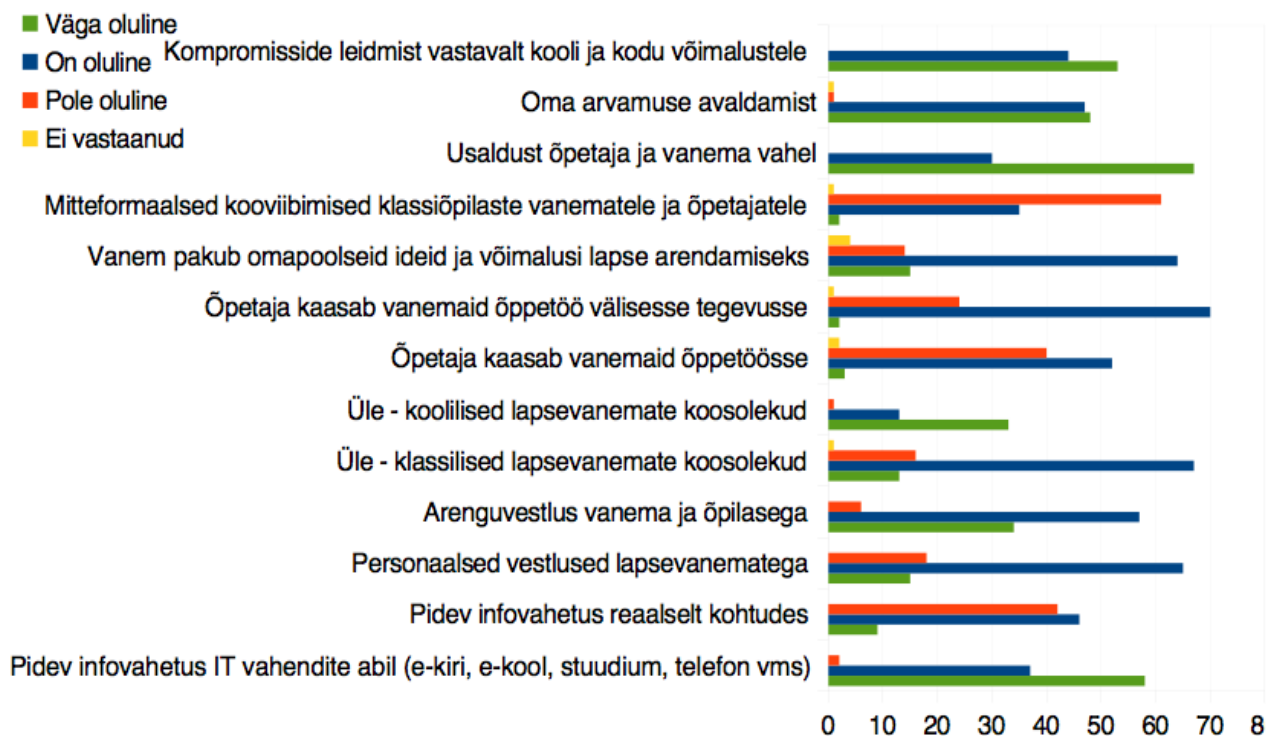 Väga oluline
On oluline
Pole oluline
Ei vastaanud
Kompromisside leidmist vastavalt kooli ja kodu võimalustele
Oma arvamuse avaldamist
Usaldust õpetaja ja vanema vahel
Mitteformaalsed kooviibimised klassiõpilaste vanematele ja õpetajatele
Vanem pakub omapoolseid ideid ja võimalusi lapse arendamiseks
Õpetaja kaasab vanemaid õppetöö välisesse tegevusse
Õpetaja kaasab vanemaid õppetöösse
Üle - koolilised lapsevanemate koosolekud
Üle - klassilised lapsevanemate koosolekud
Arenguvestlus vanema ja õpilasega
Personaalsed vestlused lapsevanematega
Pidev infovahetus reaalselt kohtudes
Pidev infovahetus IT vahendite abil (e-kiri, e-kool, stuudium, telefon vms)
0 10 20 30 40 50 60 70 8